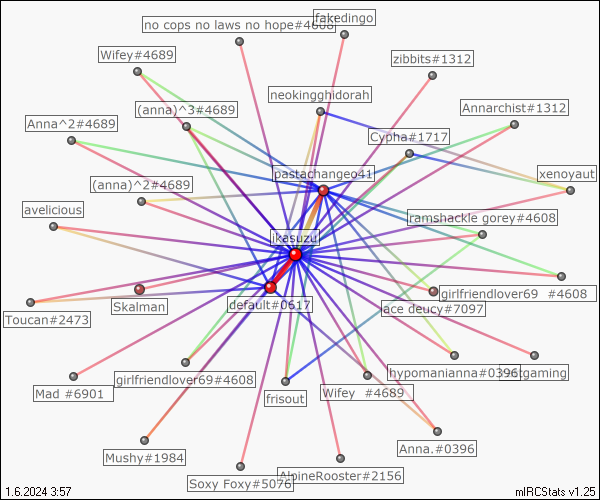 fakedingo
no cops no laws no hope#4608
Wifey#4689
zibbits#1312
neokingghidorah
(anna)^3#4689
Annarchist#1312
Anna^2#4689
Cypha#1717
pastachangeo41
xenoyaut
(anna)^2#4689
avelicious
ramshackle gorey#4608
ikasuzu
girlfriendlover69 #4608
Skalman
default#0617
ace deucy#7097
Toucan#2473
hypomanianna#0396
gaming
girlfriendlover69#4608
Mad #6901
Wifey #4689
frisout
Anna.#0396
Mushy#1984
AlpineRooster#2156
Soxy Foxy#5076
1.6.2024 3:57
mIRCStats v1.25